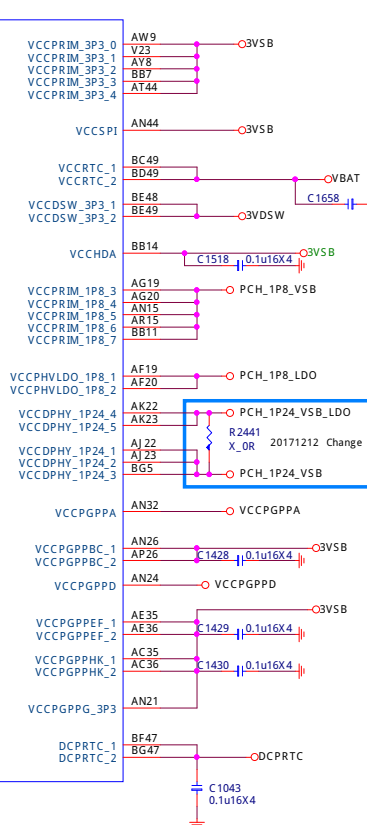 VCCPRIM_3P3_0 AW9 3VSB
VCCPRIM_3P3_1 V23
VCCPRIM_3P3_2 AY8
VCCPRIM_3P3_3 BB7
VCCPRIM_3P3_4 AT44
VCCSPI AN44 3VSB
VCCRTC_1 BC49
VCCRTC_2 BD49 VBAT
C1658
VCCDSW_3P3_1 BE48
VCCDSW_3P3_2 BE49 3VDSW
VCCHDA BB14 3VSB
C1518 0.1u16X4
VCCPRIM_1P8_3 AG19 PCH_1P8_VSB
VCCPRIM_1P8_4 AG20
VCCPRIM_1P8_5 AN15
VCCPRIM_1P8_6 AR15
VCCPRIM_1P8_7 BB11
VCCPHVLDO_1P8_1 AF19 PCH_1P8_LDO
VCCPHVLDO_1P8_2 AF20
VCCDPHY_1P24_4 AK22 PCH_1P24_VSB_LDO
VCCDPHY_1P24_5 AK23
R2441
X_0R 20171212 Change
VCCDPHY_1P24_1 AJ22
VCCDPHY_1P24_2 AJ23
VCCDPHY_1P24_3 BG5 PCH_1P24_VSB
VCCPGPPA AN32 VCCPGPPA
VCCPGPPBC_1 AN26 3VSB
VCCPGPPBC_2 AP26 C1428 0.1u16X4
VCCPGPPD AN24 VCCPGPPD
3VSB
VCCPGPPEF_1 AE35
VCCPGPPEF_2 AE36 C1429 0.1u16X4
VCCPGPPHK_1 AC35
VCCPGPPHK_2 AC36 C1430 0.1u16X4
VCCPGPPG_3P3 AN21
DCPRTC_1 BF47
DCPRTC_2 BG47 DCPRTC
C1043
0.1u16X4